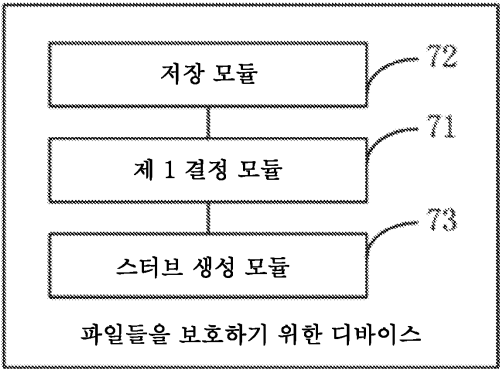 저장 모듈 72
제 1 결정 모듈 71
스터브 생성 모듈 73
파일들을 보호하기 위한 디바이스